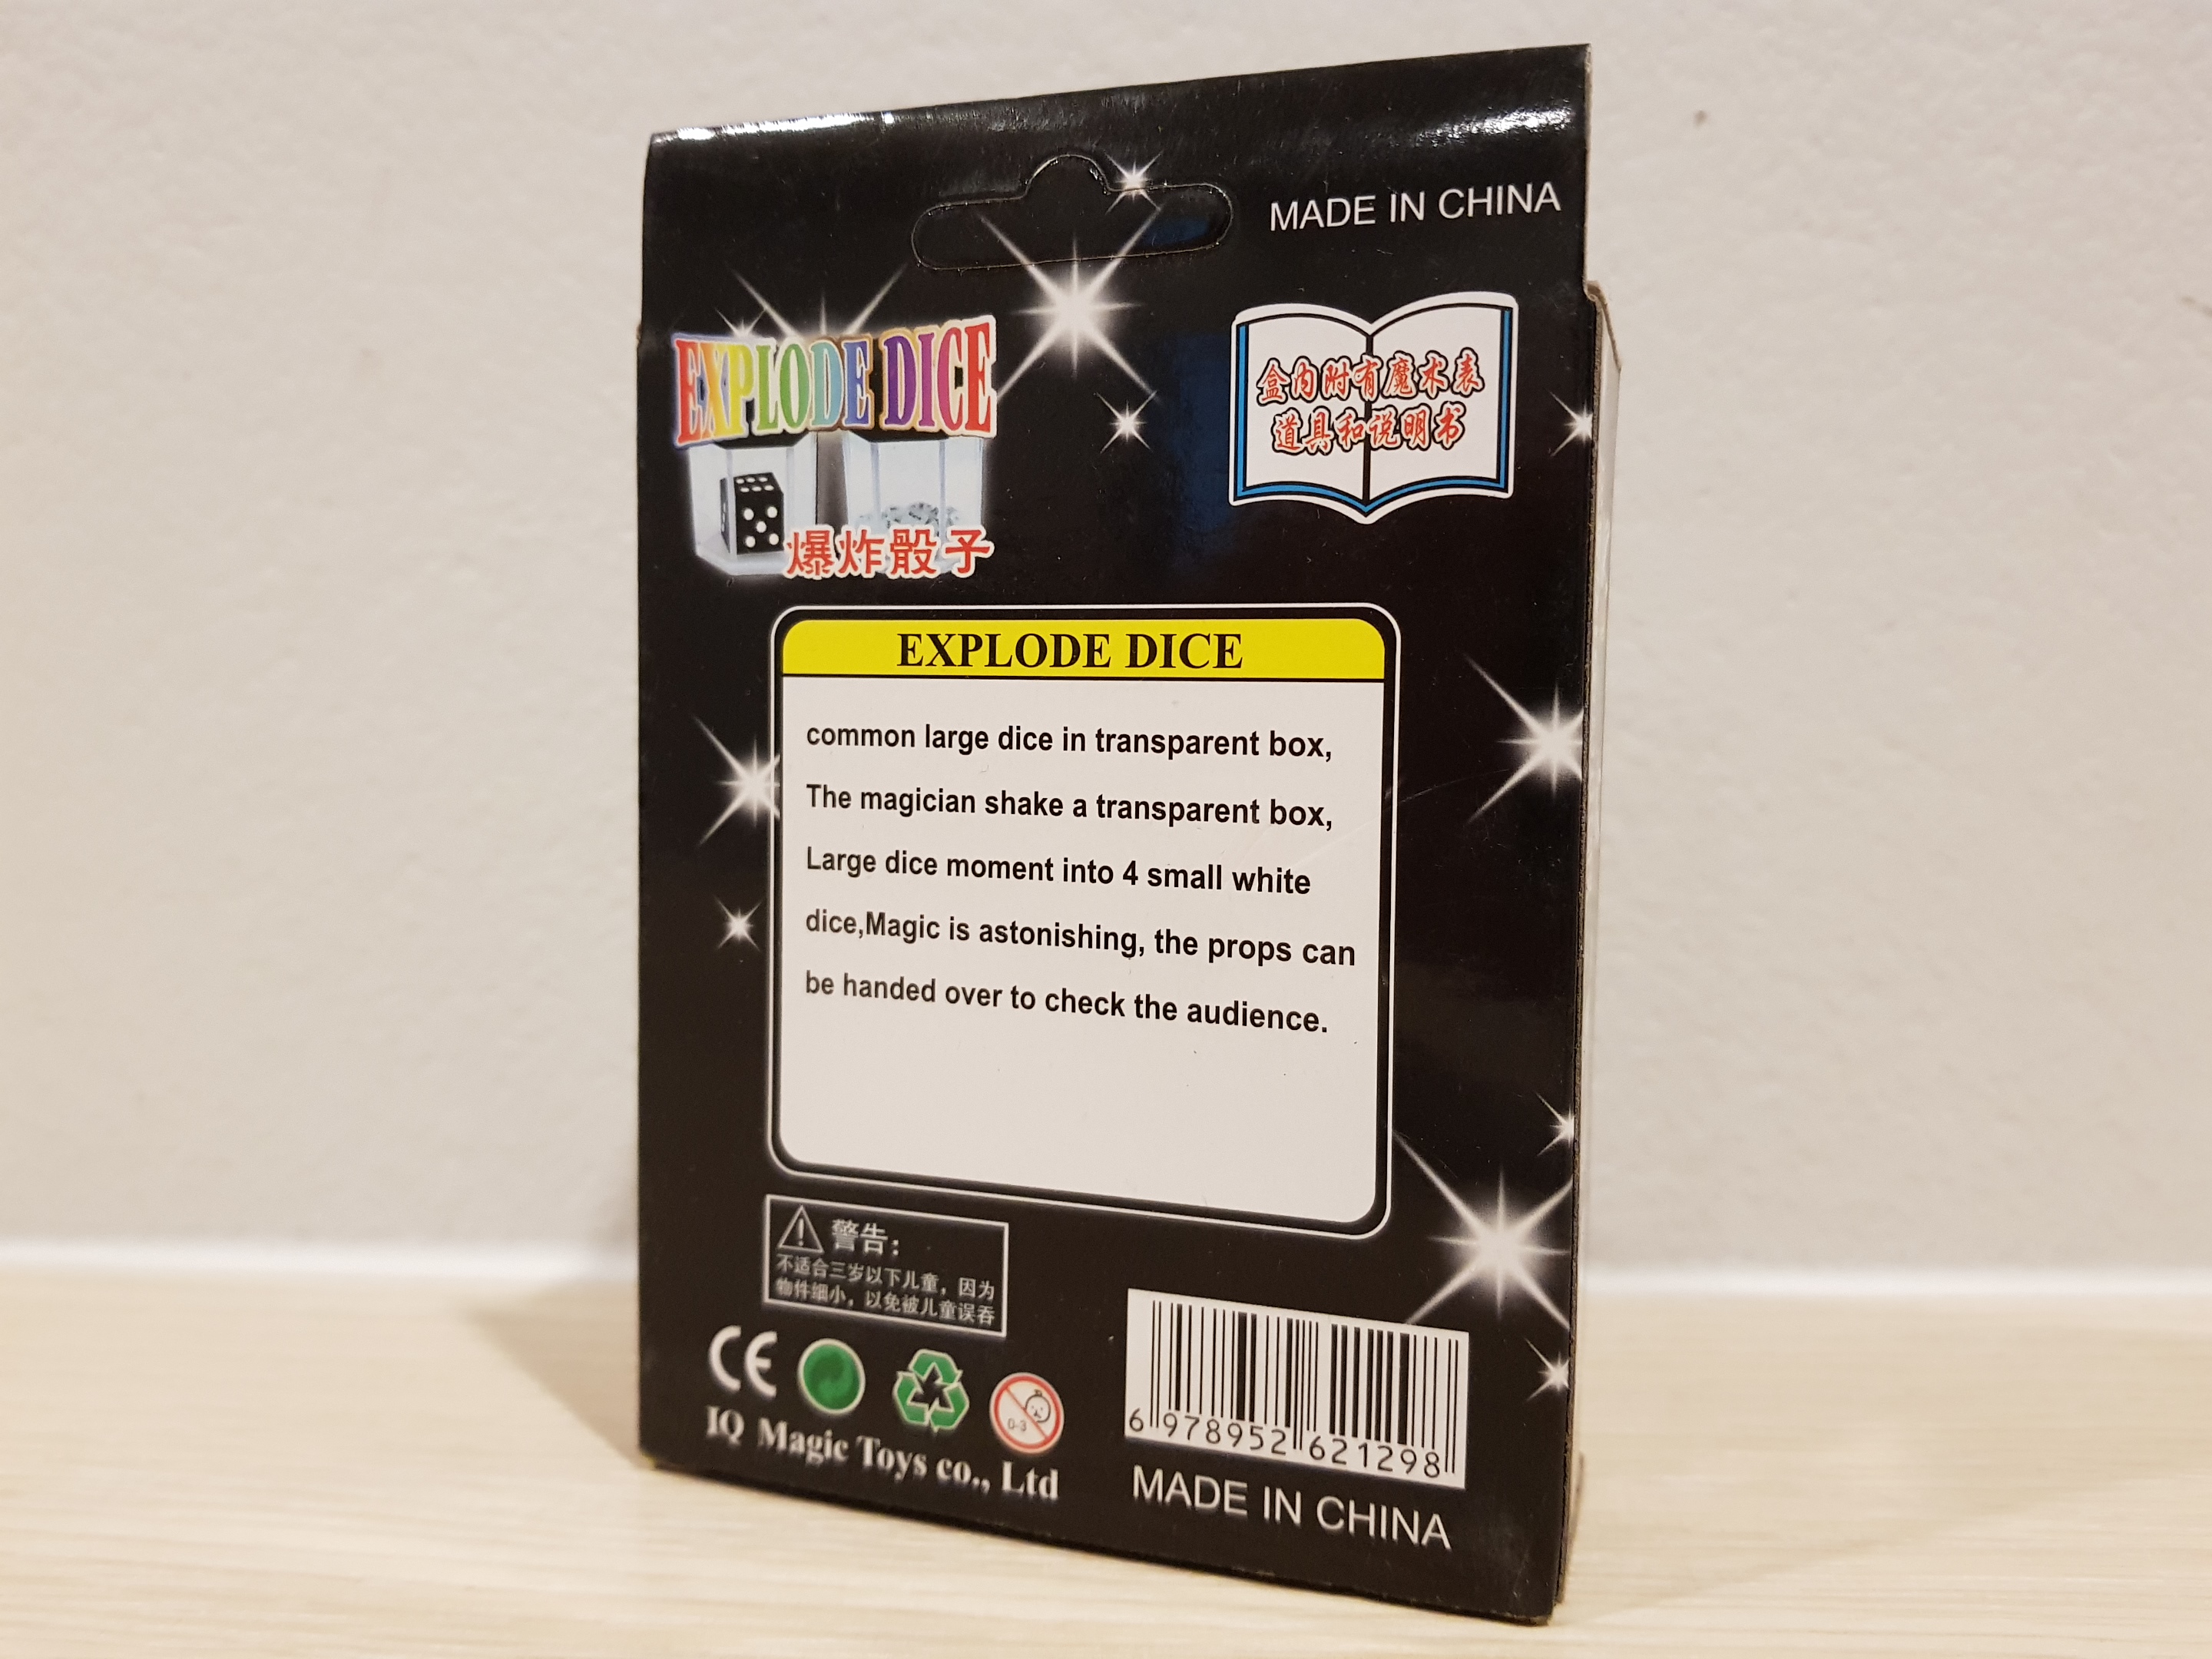 MADE IN CHINA
EXPLODE DICE
爆炸骰子
盒内附有魔术表
道具和说明书
EXPLODE DICE
common large dice in transparent box,
The magician shake a transparent box,
Large dice moment into 4 small white
dice,Magic is astonishing, the props can
be handed over to check the audience.
警告:
不适合三岁以下儿童，因为
物件细小，以免被儿童误吞
CE
0-3
IQ Magic Toys co., Ltd
6 978952 621298
MADE IN CHINA